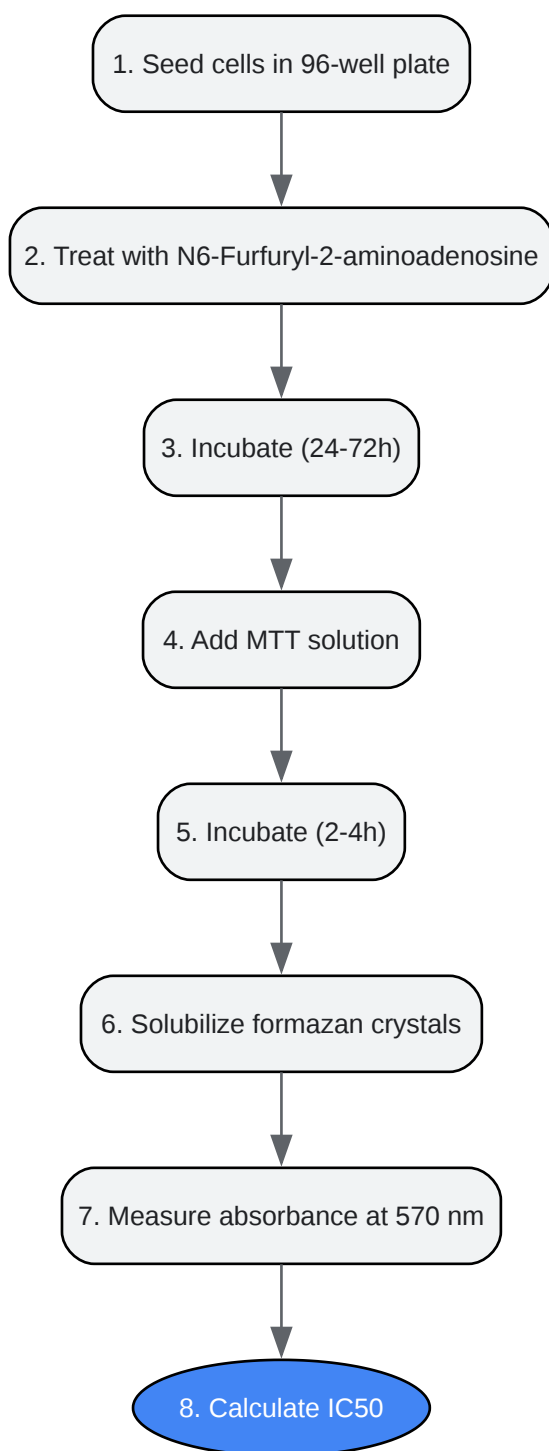 1. Seed cells in 96-well plate
2. Treat with N6-Furfuryl-2-aminoadenosine
3. Incubate (24-72h)
4. Add MTT solution
5. Incubate (2-4h)
6. Solubilize formazan crystals
7. Measure absorbance at 570 nm
8. Calculate IC50